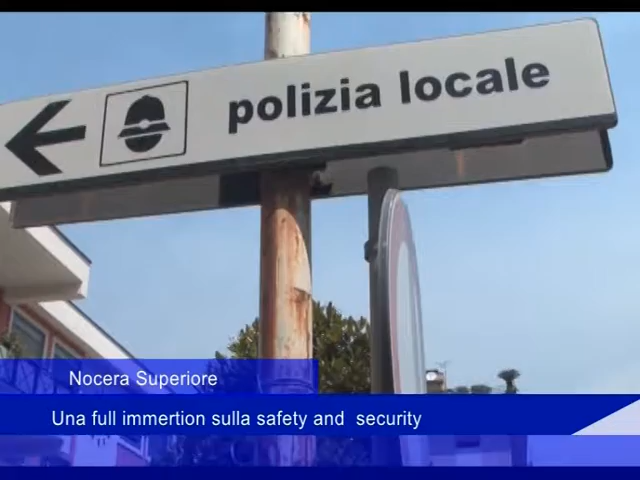 polizia locale
Nocera Superiore
Una full immertion sulla safety and  security